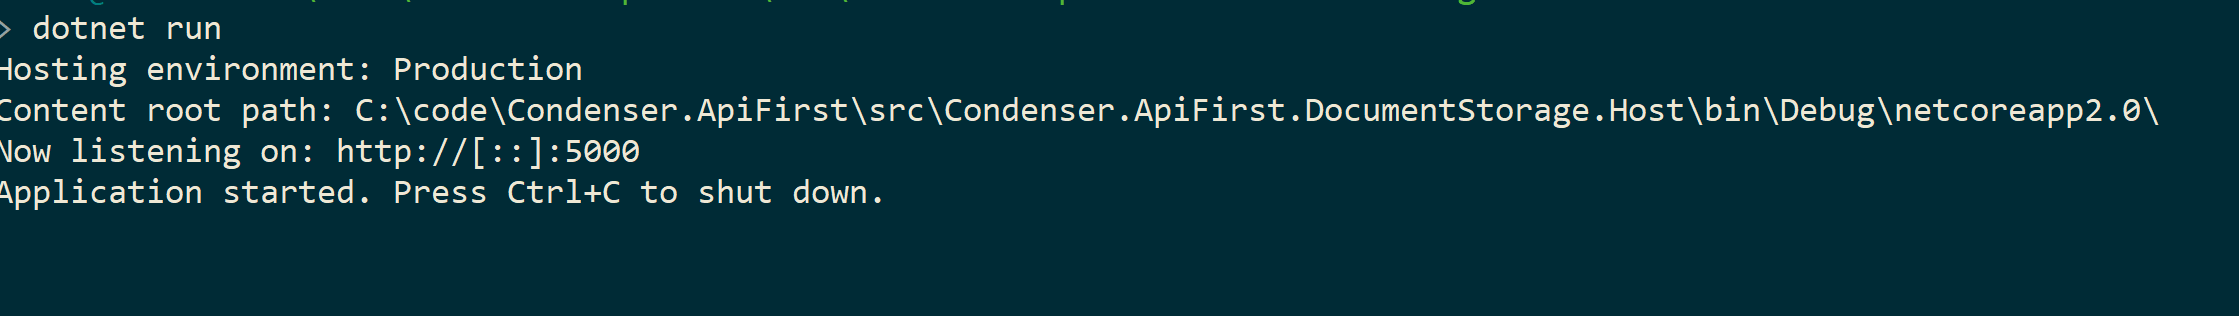 > dotnet run
Hosting environment: Production
Content root path: C:\code\Condenser.ApiFirst\src\Condenser.ApiFirst.DocumentStorage.Host\bin\Debug\netcoreapp2.0\
Now listening on: http://[::]:5000
Application started. Press Ctrl+C to shut down.